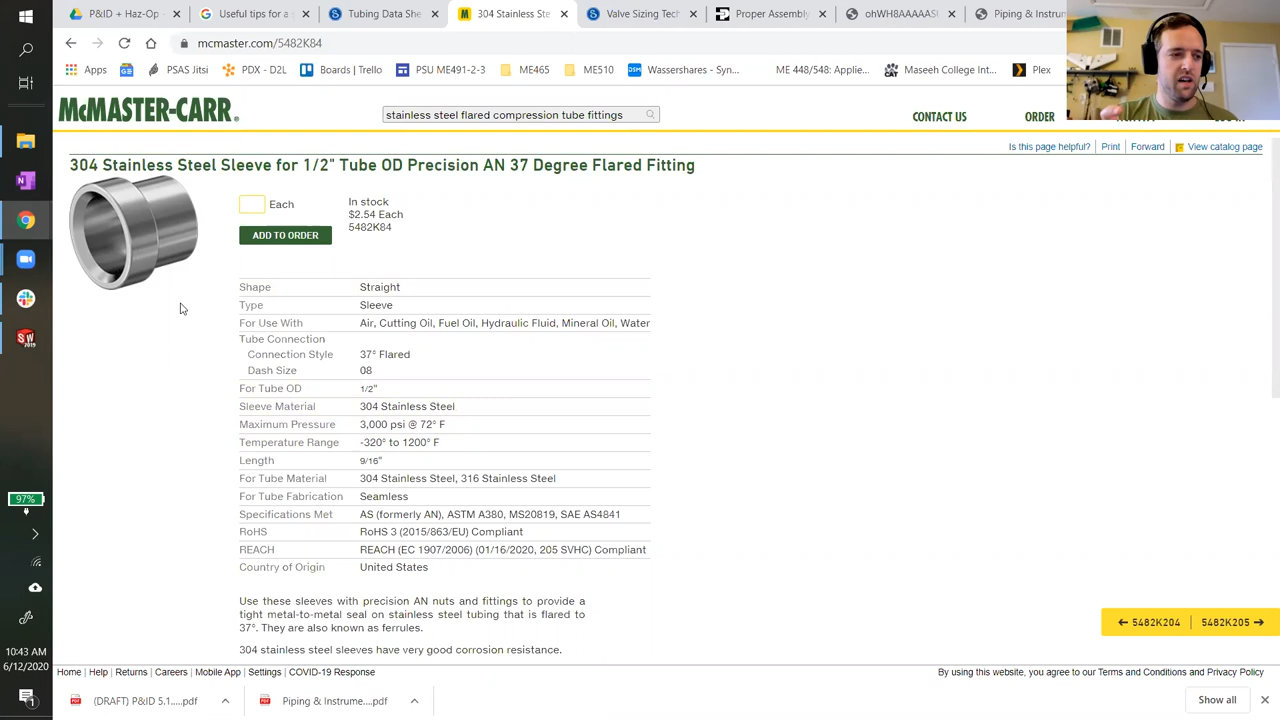 P&ID + Haz-Op
Useful tips for a
Tubing Data She
304 Stainless Ste
Valve Sizing Tech
Proper Assembly
ohWH8AAAAASU
Piping & Instrum
mcmaster.com/5482K84
Apps
PSAS Jitsi
PDX - D2L
Boards | Trello
PSU ME491-2-3
ME465
ME510
Wassershares - Syn...
ME 448/548: Applie...
Maseeh College Int...
Plex
McMASTER-CARR
stainless steel flared compression tube fittings
CONTACT US
ORDER
Is this page helpful?
Print
Forward
View catalog page
304 Stainless Steel Sleeve for 1/2" Tube OD Precision AN 37 Degree Flared Fitting
Each
In stock
$2.54 Each
5482K84
ADD TO ORDER
Shape Straight
Type Sleeve
For Use With Air, Cutting Oil, Fuel Oil, Hydraulic Fluid, Mineral Oil, Water
Tube Connection
Connection Style 37° Flared
Dash Size 08
For Tube OD 1/2"
Sleeve Material 304 Stainless Steel
Maximum Pressure 3,000 psi @ 72° F
Temperature Range -320° to 1200° F
Length 9/16"
For Tube Material 304 Stainless Steel, 316 Stainless Steel
For Tube Fabrication Seamless
Specifications Met AS (formerly AN), ASTM A380, MS20819, SAE AS4841
RoHS RoHS 3 (2015/863/EU) Compliant
REACH REACH (EC 1907/2006) (01/16/2020, 205 SVHC) Compliant
Country of Origin United States
Use these sleeves with precision AN nuts and fittings to provide a
tight metal-to-metal seal on stainless steel tubing that is flared to
37°. They are also known as ferrules.
304 stainless steel sleeves have very good corrosion resistance.
5482K204 | 5482K205
Home | Help | Returns | Careers | Mobile App | Settings | COVID-19 Response
By using this website, you agree to our Terms and Conditions and Privacy Policy
(DRAFT) P&ID 5.1.....pdf
Piping & Instrume....pdf
Show all
97%
SW
2019
10:43 AM
6/12/2020
1